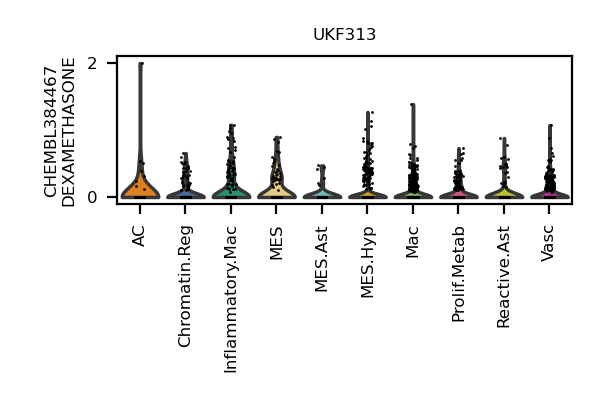 UKF313
CHEMBL384467
DEXAMETHASONE
2
0
AC
Chromatin.Reg
Inflammatory.Mac
MES
MES.Ast
MES.Hyp
Mac
Prolif.Metab
Reactive.Ast
Vasc